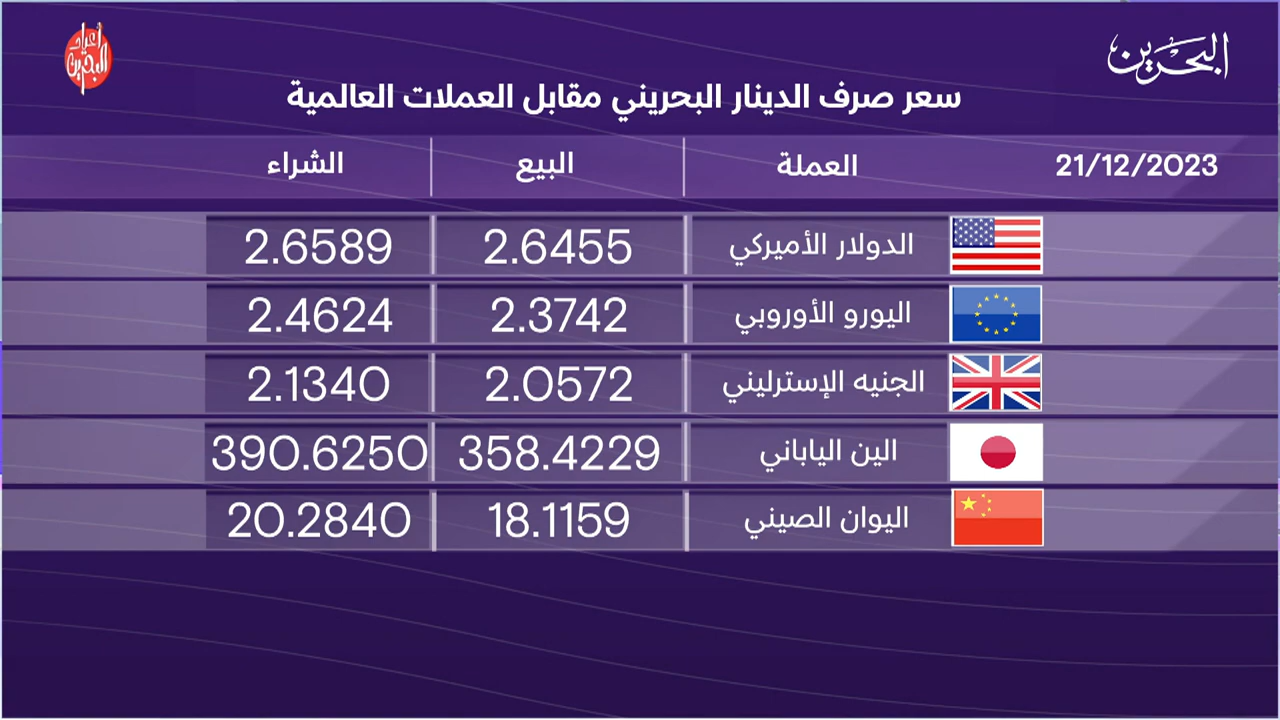 البحرين
أعياد البحرين
سعر صرف الدينار البحريني مقابل العملات العالمية
21/12/2023 العملة البيع الشراء
الدولار الأميركي 2.6455 2.6589
اليورو الأوروبي 2.3742 2.4624
الجنيه الإسترليني 2.0572 2.1340
الين الياباني 358.4229 390.6250
اليوان الصيني 18.1159 20.2840